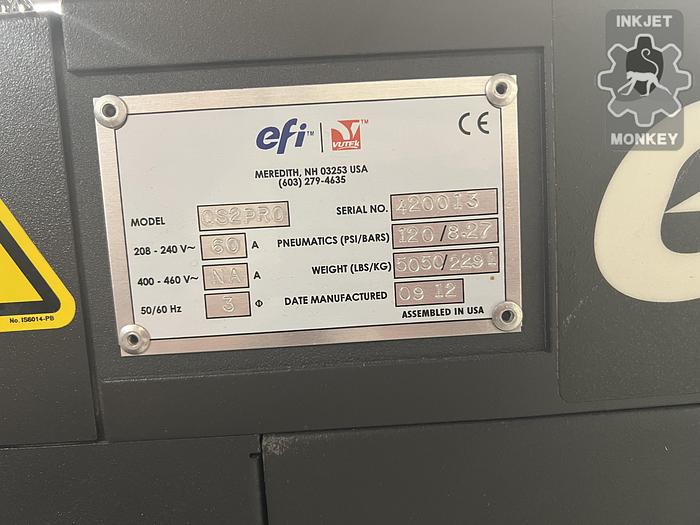 INKJET
MONKEY
efi™ | VUTEk™
CE
MEREDITH, NH 03253 USA
(603) 279-4635
MODEL QS2PRO
SERIAL NO. 420013
208 - 240 V~ 60 A
PNEUMATICS (PSI/BARS) 120/8.27
400 - 460 V~ NA A
WEIGHT (LBS/KG) 5050/2291
50/60 Hz 3 Φ
DATE MANUFACTURED 09 12
ASSEMBLED IN USA
No. IS6014-PB